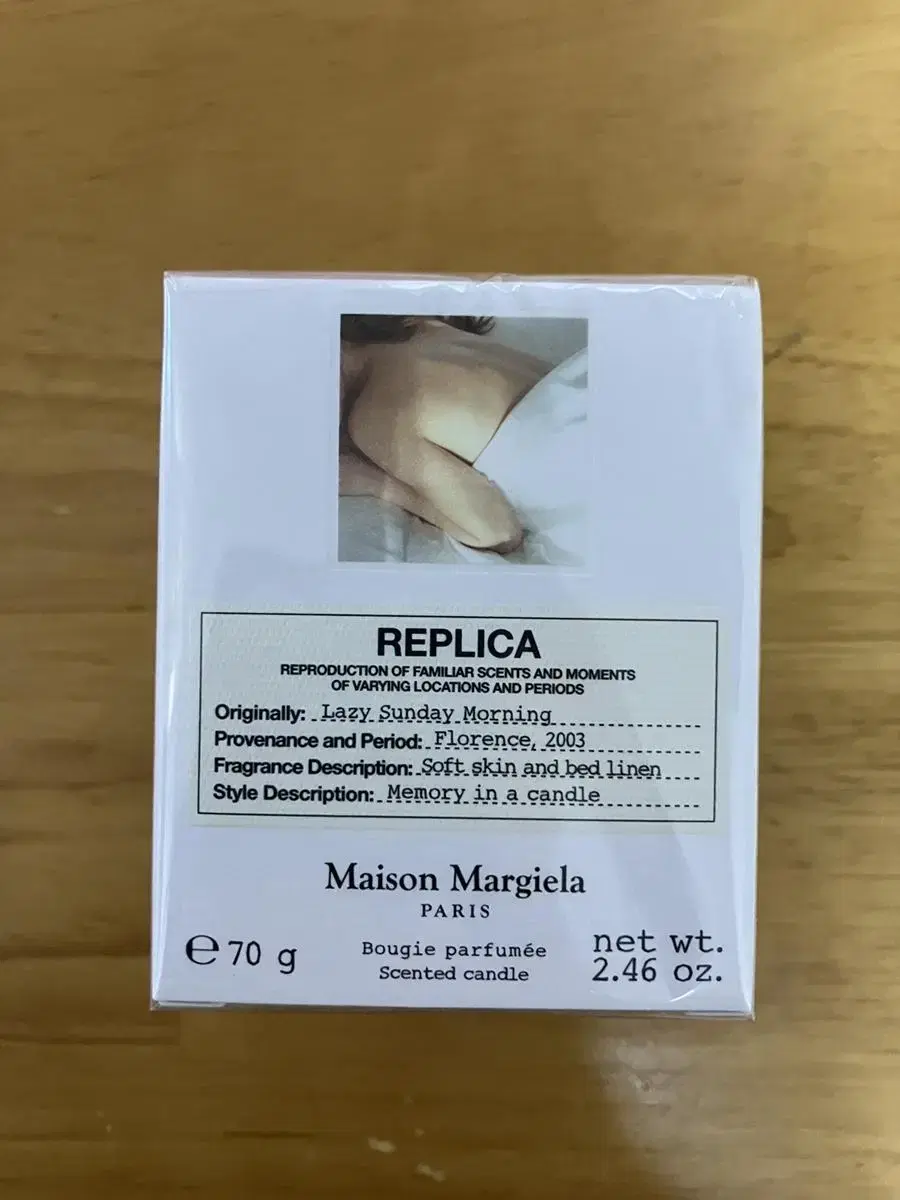 REPLICA
REPRODUCTION OF FAMILIAR SCENTS AND MOMENTS
OF VARYING LOCATIONS AND PERIODS
Originally: Lazy Sunday Morning
Provenance and Period: Florence, 2003
Fragrance Description: Soft skin and bed linen
Style Description: Memory in a candle
Maison Margiela
PARIS
℮ 70 g
Bougie parfumée
Scented candle
net wt.
2.46 oz.